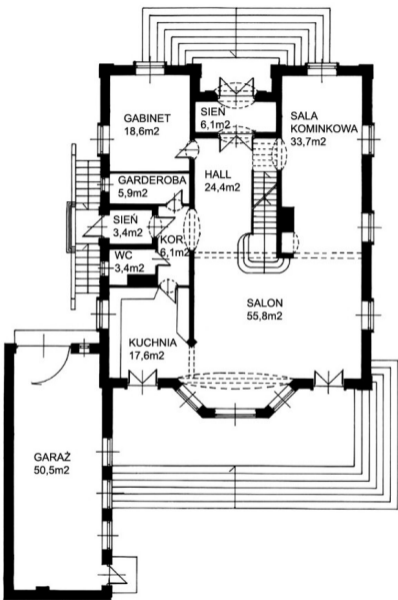 GABINET
18,6m2
SIEŃ
6,1m2
SALA
KOMINKOWA
33,7m2
HALL
24,4m2
GARDEROBA
5,9m2
SIEŃ
3,4m2
KOR.
6,1m2
WC
3,4m2
SALON
55,8m2
KUCHNIA
17,6m2
GARAŻ
50,5m2